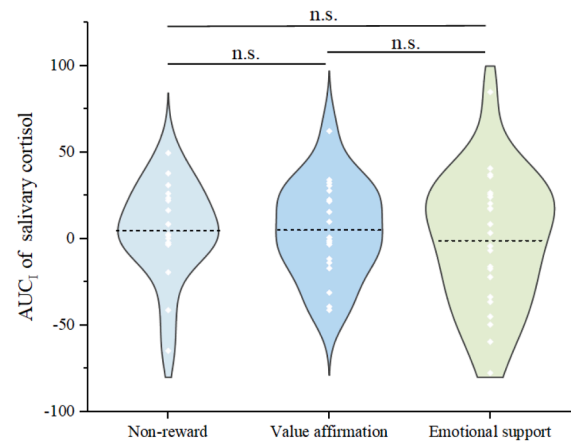 n.s.
n.s. n.s.
100
50
0
-50
-100
AUC_I of salivary cortisol
Non-reward Value affirmation Emotional support